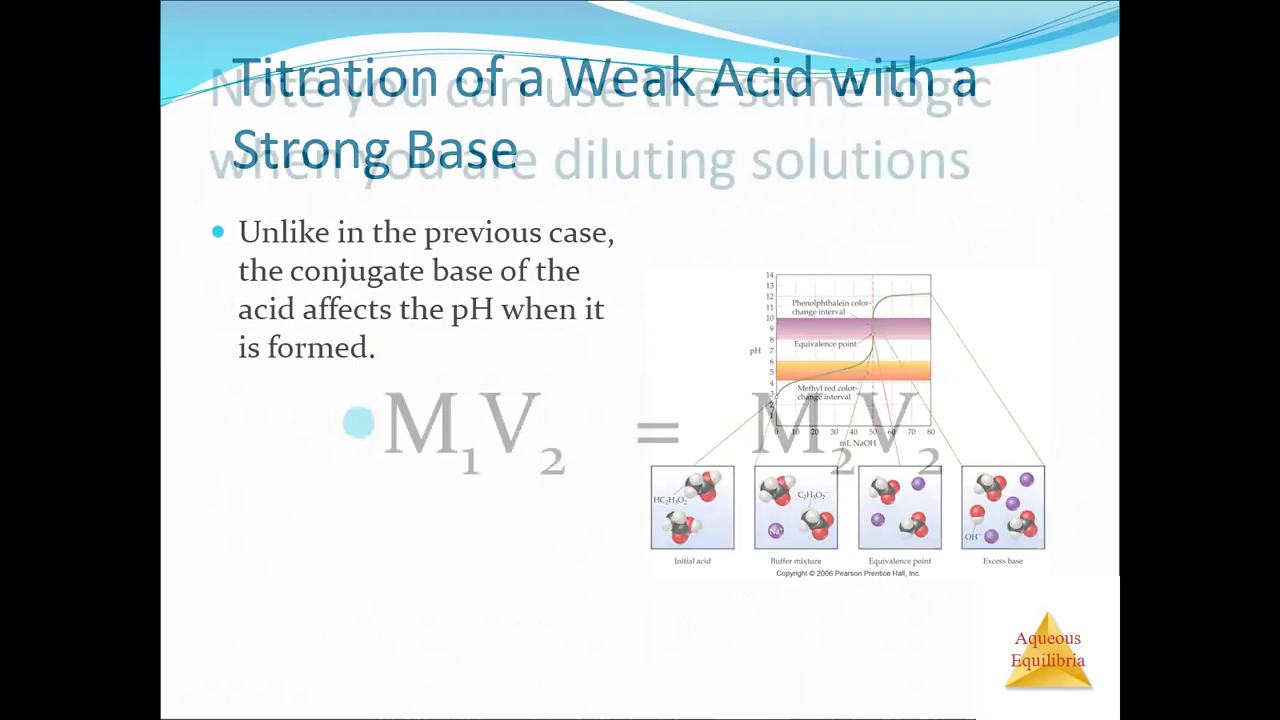 Titration of a Weak Acid with a
Strong Base
Note you can use the same logic
when you are diluting solutions
Unlike in the previous case,
the conjugate base of the
acid affects the pH when it
is formed.
M₁V₂ = M₂V₂
14
13
12
11
10
9
8
7
6
5
4
3
2
1
pH
Phenolphthalein color-
change interval
Equivalence point
Methyl red color-
change interval
0 10 20 30 40 50 60 70 80
mL NaOH
HC₂H₃O₂
C₂H₃O₂⁻
Na⁺
OH⁻
Initial acid
Buffer mixture
Equivalence point
Excess base
Copyright © 2006 Pearson Prentice Hall, Inc.
Aqueous
Equilibria